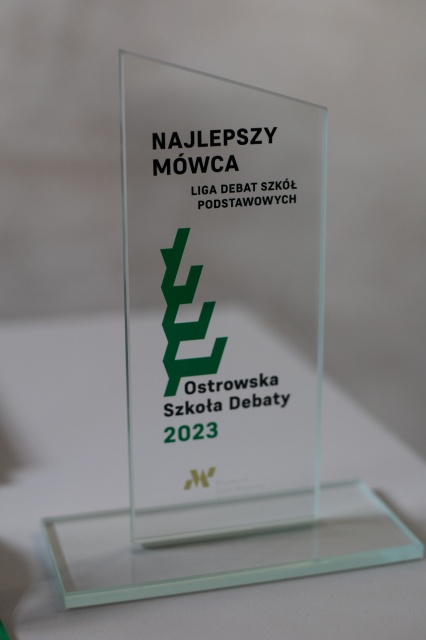 NAJLEPSZY
MÓWCA
LIGA DEBAT SZKÓŁ
PODSTAWOWYCH
Ostrowska
Szkoła Debaty
2023